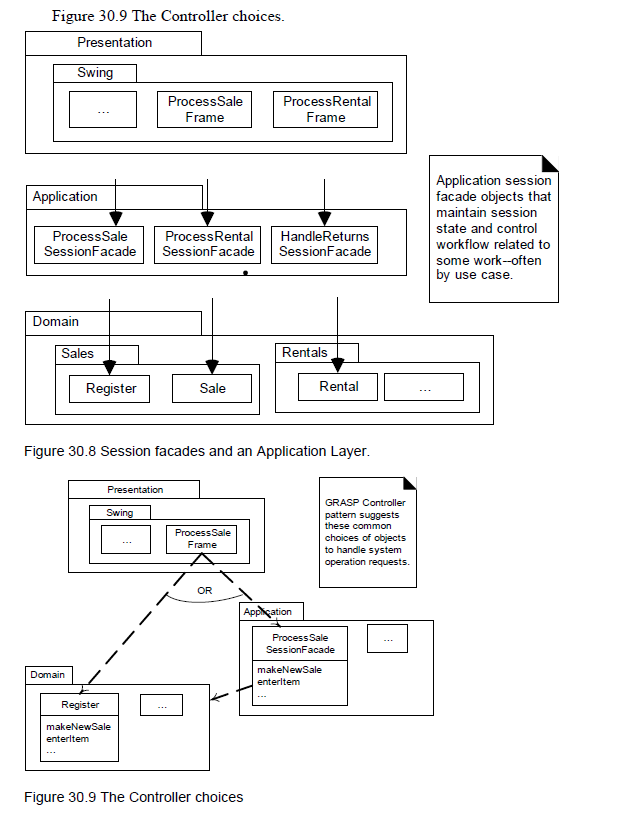 Figure 30.9 The Controller choices.
Presentation
Swing
...
ProcessSale
Frame
ProcessRental
Frame
Application
ProcessSale
SessionFacade
ProcessRental
SessionFacade
HandleReturns
SessionFacade
Application session
facade objects that
maintain session
state and control
workflow related to
some work--often
by use case.
Domain
Sales
Register
Sale
Rentals
Rental
...
Figure 30.8 Session facades and an Application Layer.
Presentation
Swing
...
ProcessSale
Frame
GRASP Controller
pattern suggests
these common
choices of objects
to handle system
operation requests.
OR
Application
ProcessSale
SessionFacade
makeNewSale
enterItem
...
...
Domain
Register
makeNewSale
enterItem
...
...
Figure 30.9 The Controller choices